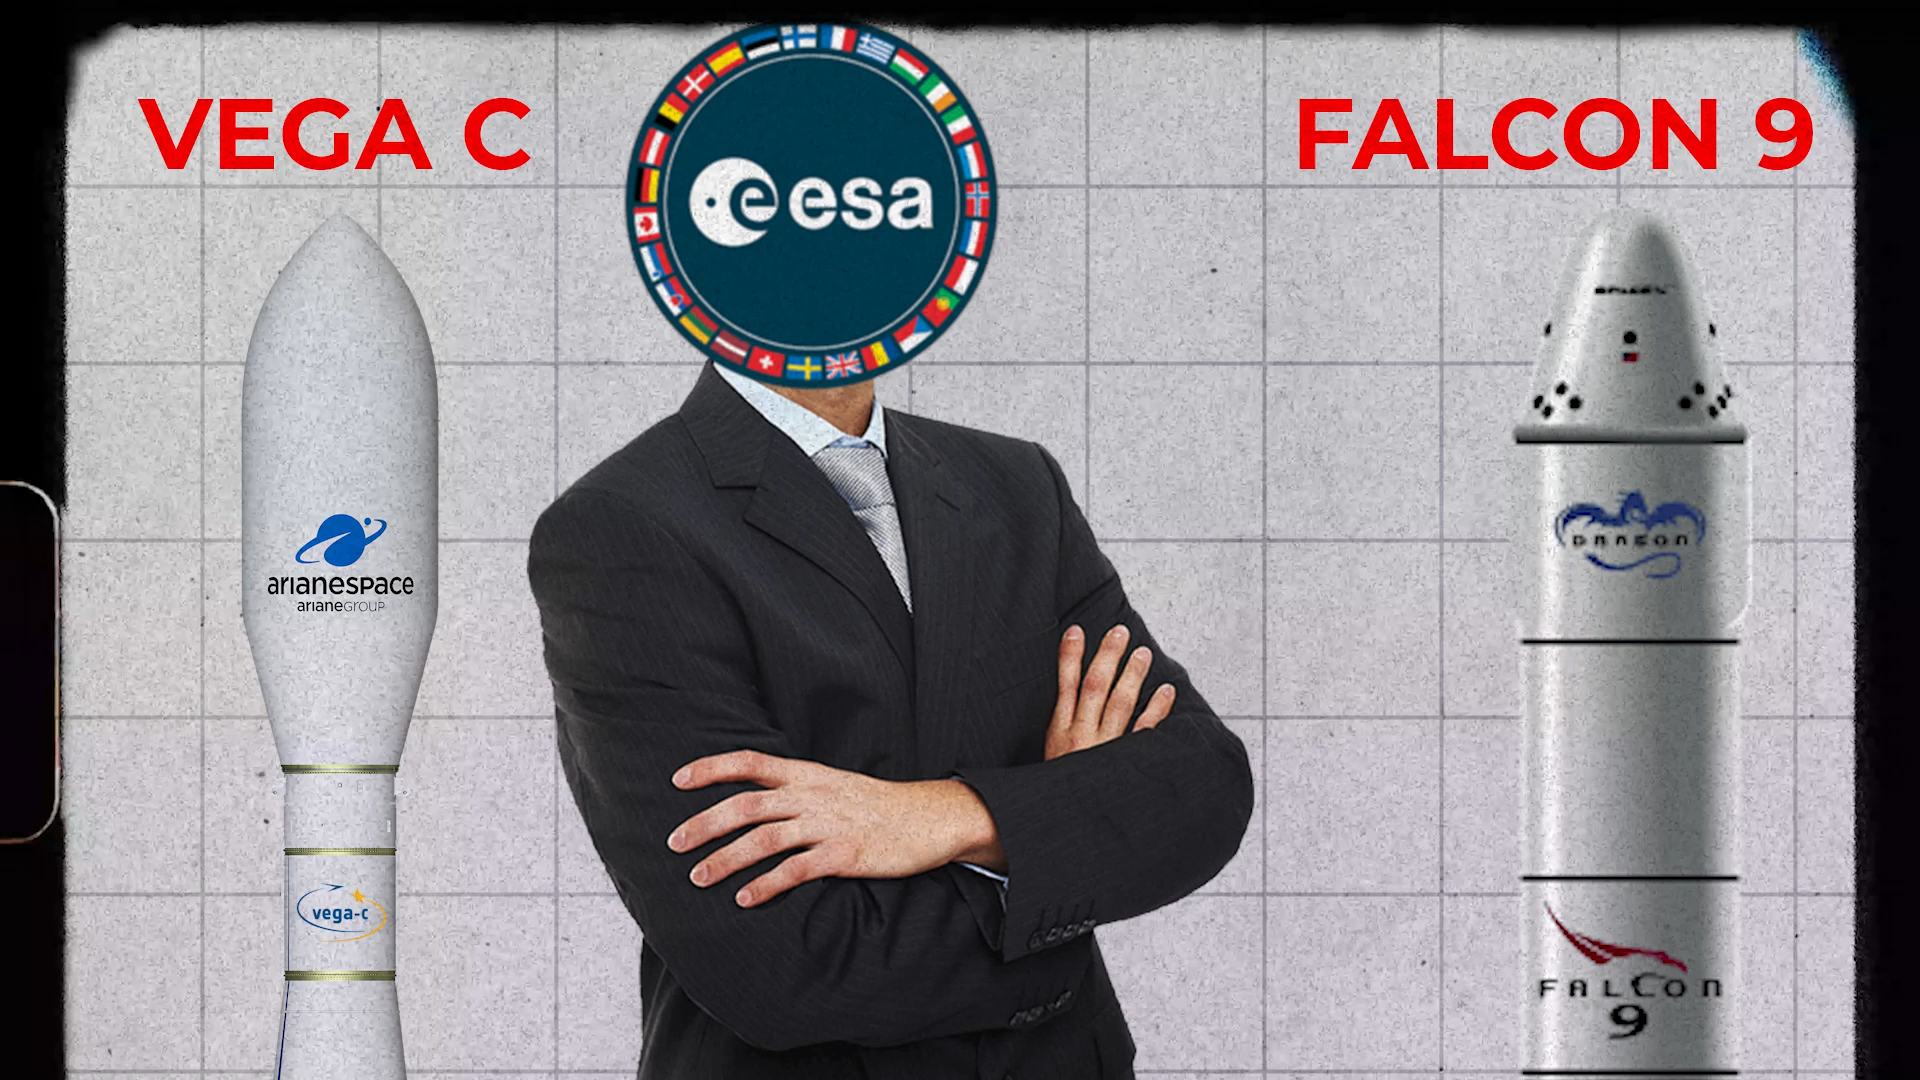 VEGA C
e esa
FALCON 9
arianespace
arianeGROUP
DRAGON
vega-c
FALCON
9